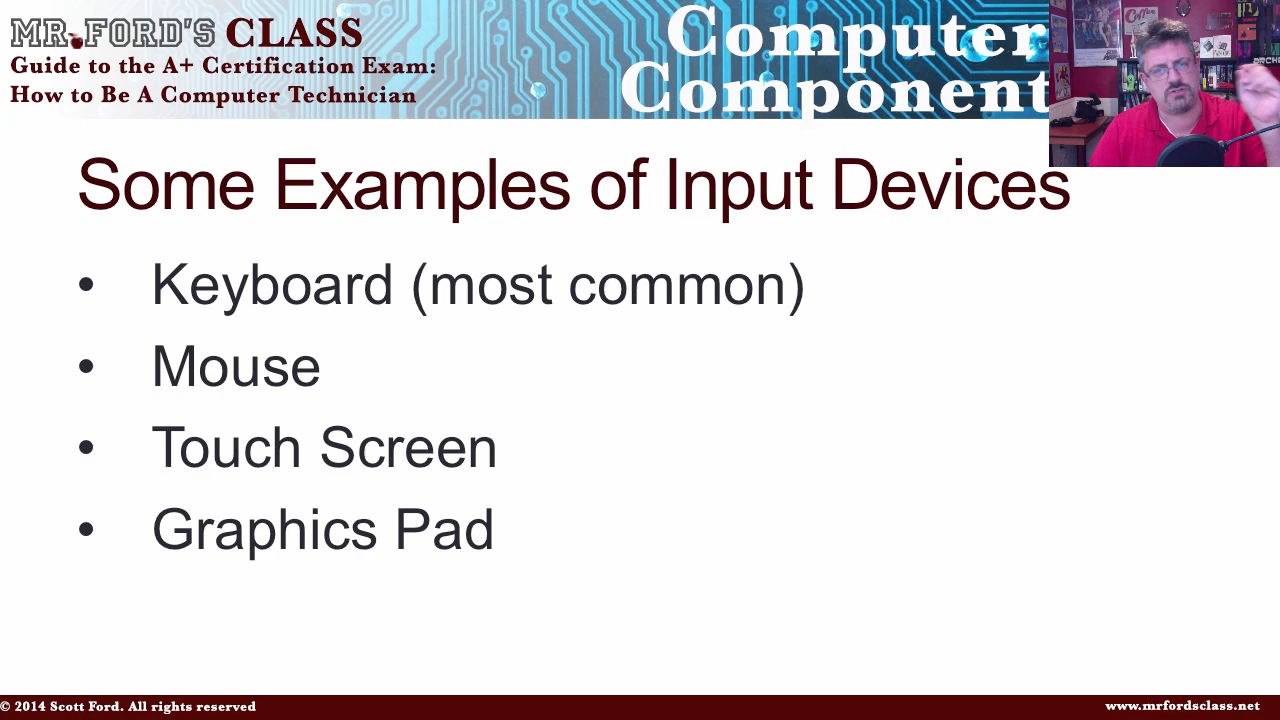 MR. FORD'S CLASS
Guide to the A+ Certification Exam:
How to Be A Computer Technician
Computer
Component
Some Examples of Input Devices
• Keyboard (most common)
• Mouse
• Touch Screen
• Graphics Pad
© 2014 Scott Ford. All rights reserved
www.mrfordsclass.net